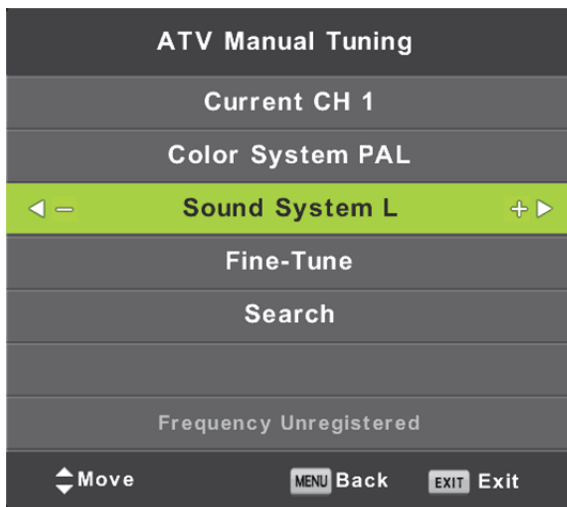 ATV Manual Tuning
Current CH 1
Color System PAL
− Sound System L +
Fine-Tune
Search
Frequency Unregistered
Move MENU Back EXIT Exit